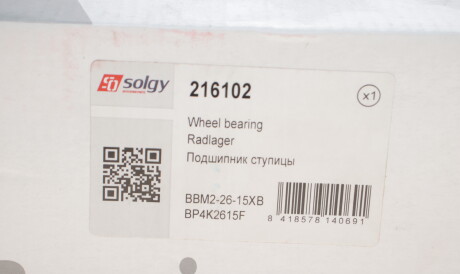 solgy
216102
x1
Wheel bearing
Radlager
Подшипник ступицы
BBM2-26-15XB
BP4K2615F
8 418578 140691